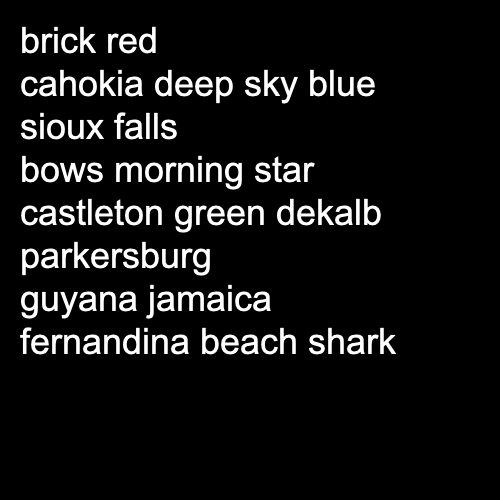 brick red
cahokia deep sky blue
sioux falls
bows morning star
castleton green dekalb
parkersburg
guyana jamaica
fernandina beach shark